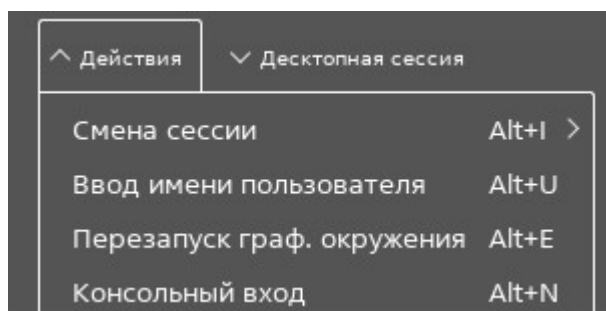 Действия Десктопная сессия
Смена сессии Alt+I
Ввод имени пользователя Alt+U
Перезапуск граф. окружения Alt+E
Консольный вход Alt+N